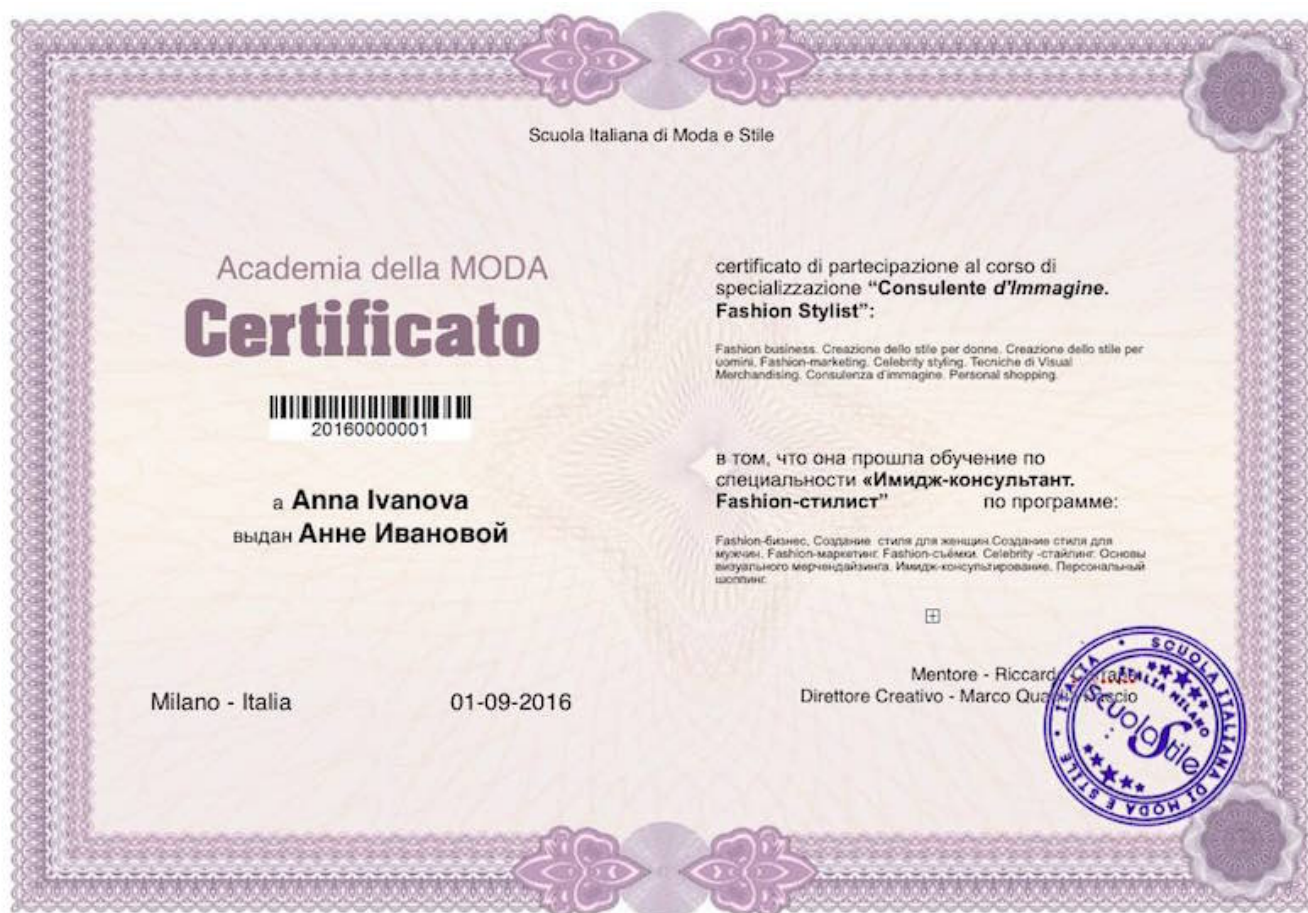 Scuola Italiana di Moda e Stile
Academia della MODA
Certificato
20160000001
a Anna Ivanova
выдан Анне Ивановой
Milano - Italia
01-09-2016
certificato di partecipazione al corso di
specializzazione “Consulente d'Immagine.
Fashion Stylist”:
Fashion business. Creazione dello stile per donne. Creazione dello stile per
uomini. Fashion-marketing. Celebrity styling. Tecniche di Visual
Merchandising. Consulenza d'immagine. Personal shopping.
в том, что она прошла обучение по
специальности «Имидж-консультант.
Fashion-стилист” по программе:
Fashion-бизнес, Создание стиля для женщин.Создание стиля для
мужчин. Fashion-маркетинг. Fashion-съёмки. Celebrity -стайлинг. Основы
визуального мерчендайзинга. Имидж-консультирование. Персональный
шоппинг.
Mentore - Riccardo
Direttore Creativo - Marco
SCUOLA ITALIANA DI MODA E STILE • ITALIA •
ITALIA MILANO
Scuola Stile